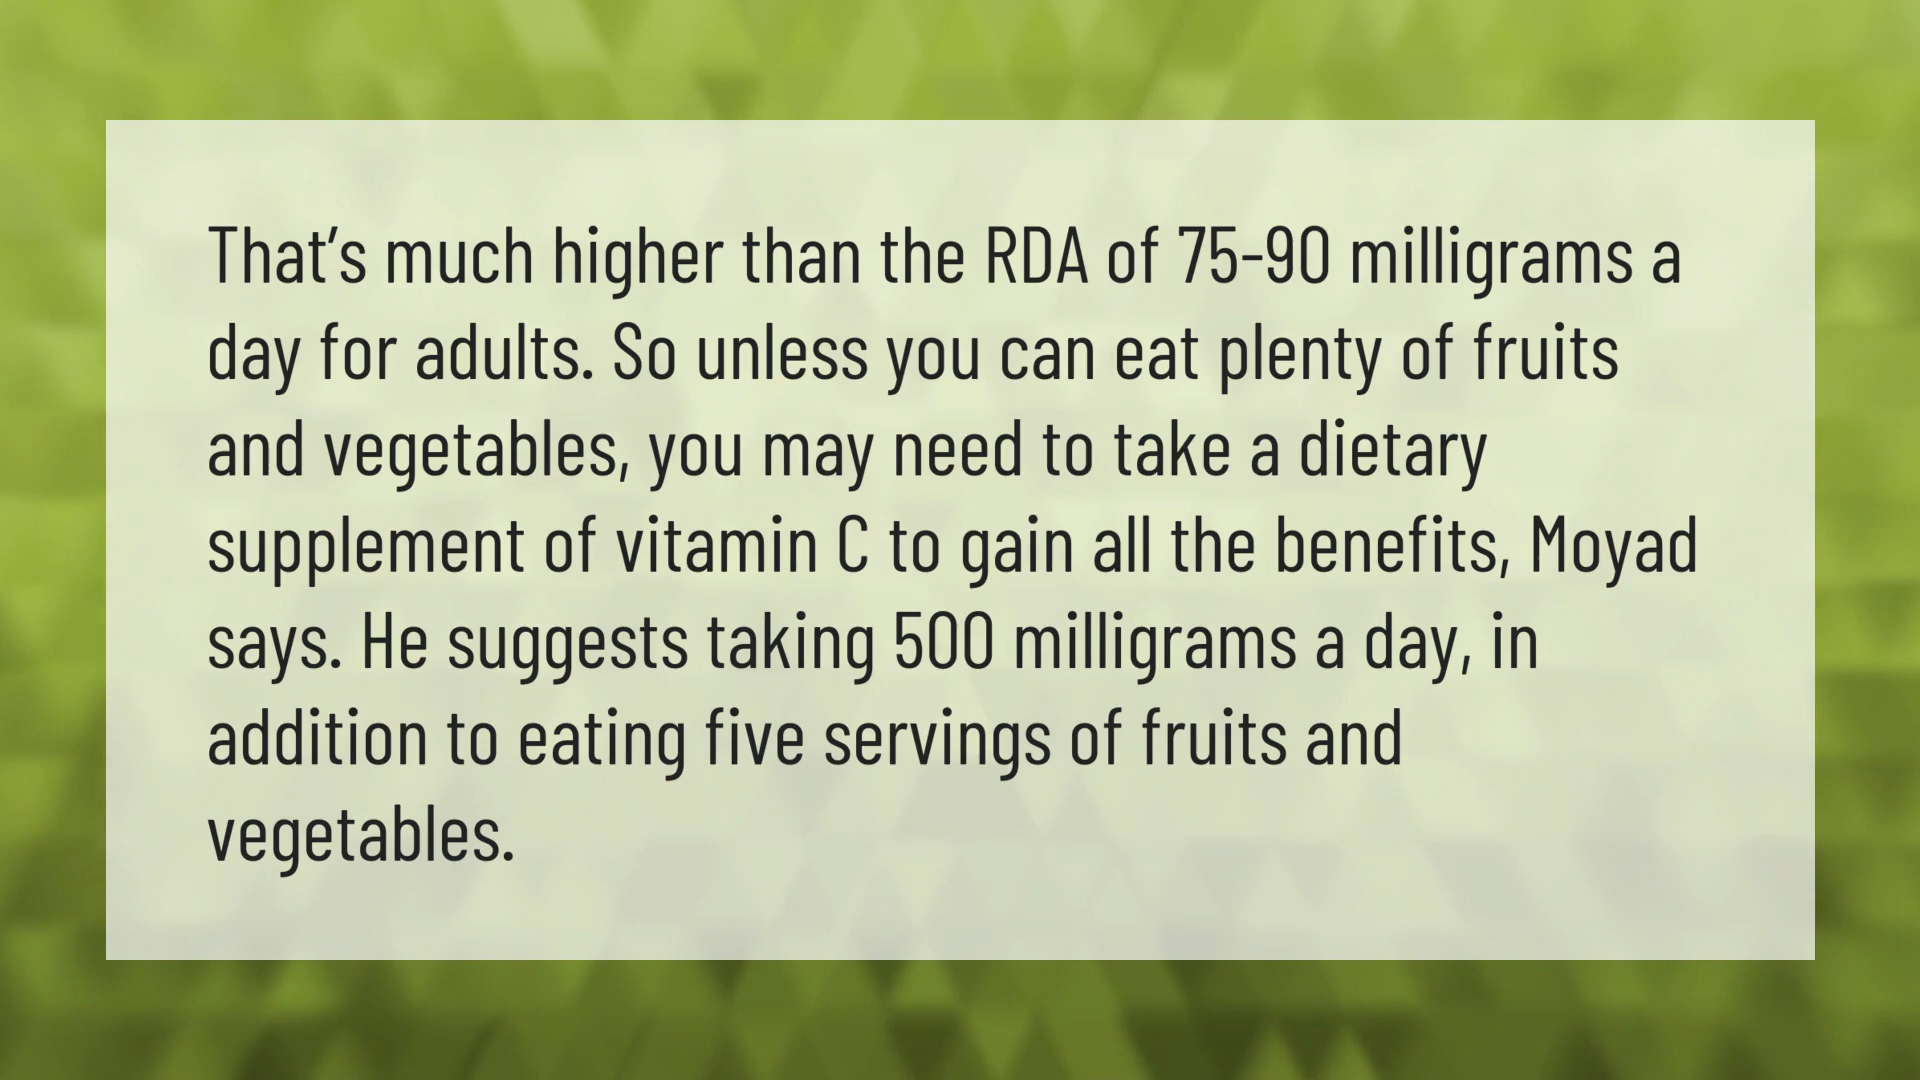 That’s much higher than the RDA of 75-90 milligrams a
day for adults. So unless you can eat plenty of fruits
and vegetables, you may need to take a dietary
supplement of vitamin C to gain all the benefits, Moyad
says. He suggests taking 500 milligrams a day, in
addition to eating five servings of fruits and
vegetables.